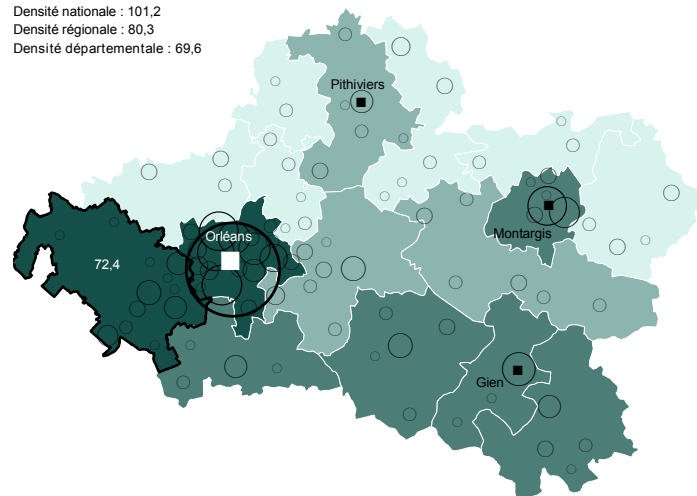 Densité nationale : 101,2
Densité régionale : 80,3
Densité départementale : 69,6
Pithiviers
Montargis
Orléans
72,4
Gien